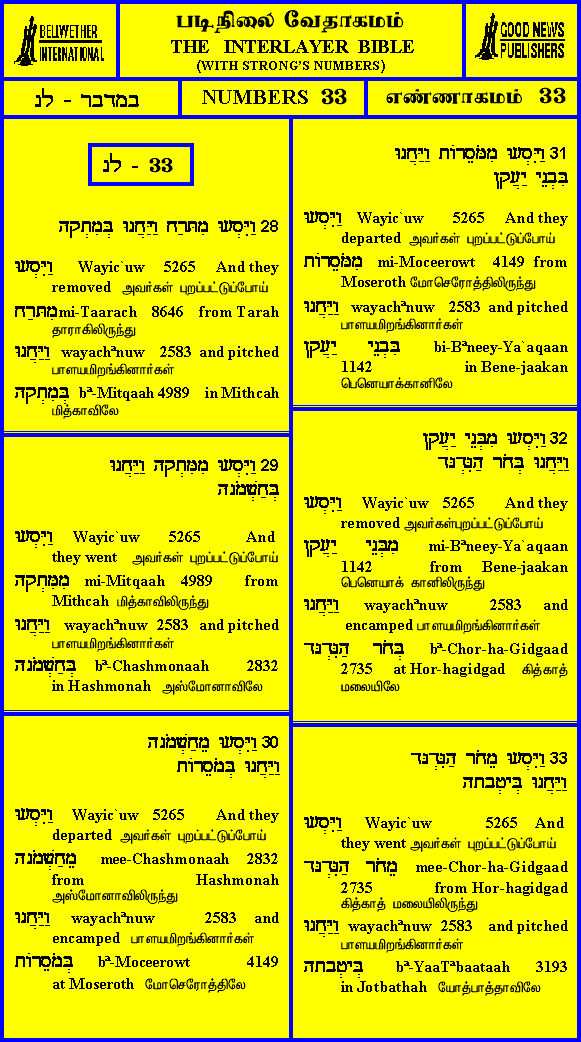 BELLWETHER
INTERNATIONAL
படிநிலை வேதாகமம்
THE INTERLAYER BIBLE
(WITH STRONG'S NUMBERS)
GOOD NEWS
PUBLISHERS
במדבר - לג
NUMBERS 33
எண்ணாகமம் 33
לג - 33
28 וַיִּסְעוּ מִתָּרַח וַיַּחֲנוּ בְּמִתְקָה
וַיִּסְעוּ Wayic`uw 5265 And they
removed அவர்கள் புறப்பட்டுப்போய்
מִתָּרַח mi-Taarach 8646 from Tarah
தாராகிலிருந்து
וַיַּחֲנוּ wayachªnuw 2583 and pitched
பாளயமிறங்கினார்கள்
בְּמִתְקָה bª-Mitqaah 4989 in Mithcah
மித்காவிலே
29 וַיִּסְעוּ מִמִּתְקָה וַיַּחֲנוּ
בְּחַשְׁמֹנָה
וַיִּסְעוּ Wayic`uw 5265 And
they went அவர்கள் புறப்பட்டுப்போய்
מִמִּתְקָה mi-Mitqaah 4989 from
Mithcah மித்காவிலிருந்து
וַיַּחֲנוּ wayachªnuw 2583 and pitched
பாளயமிறங்கினார்கள்
בְּחַשְׁמֹנָה bª-Chashmonaah 2832
in Hashmonah அஸ்மோனாவிலே
30 וַיִּסְעוּ מֵחַשְׁמֹנָה
וַיַּחֲנוּ בְּמֹסֵרוֹת
וַיִּסְעוּ Wayic`uw 5265 And they
departed அவர்கள் புறப்பட்டுப்போய்
מֵחַשְׁמֹנָה mee-Chashmonaah 2832
from Hashmonah
அஸ்மோனாவிலிருந்து
וַיַּחֲנוּ wayachªnuw 2583 and
encamped பாளயமிறங்கினார்கள்
בְּמֹסֵרוֹת bª-Moceerowt 4149
at Moseroth மோசெரோத்திலே
31 וַיִּסְעוּ מִמֹּסֵרוֹת וַיַּחֲנוּ
בִּבְנֵי יַעֲקָן
וַיִּסְעוּ Wayic`uw 5265 And they
departed அவர்கள் புறப்பட்டுப்போய்
מִמֹּסֵרוֹת mi-Moceerowt 4149 from
Moseroth மோசெரோத்திலிருந்து
וַיַּחֲנוּ wayachªnuw 2583 and pitched
பாளயமிறங்கினார்கள்
בִּבְנֵי יַעֲקָן bi-Bªneey-Ya`aqaan
1142 in Bene-jaakan
பெனெயாக்கானிலே
32 וַיִּסְעוּ מִבְּנֵי יַעֲקָן
וַיַּחֲנוּ בְּחֹר הַגִּדְגָּד
וַיִּסְעוּ Wayic`uw 5265 And they
removed அவர்கள்புறப்பட்டுப்போய்
מִבְּנֵי יַעֲקָן mi-Bªneey-Ya`aqaan
1142 from Bene-jaakan
பெனெயாக் கானிலிருந்து
וַיַּחֲנוּ wayachªnuw 2583 and
encamped பாளயமிறங்கினார்கள்
בְּחֹר הַגִּדְגָּד bª-Chor-ha-Gidgaad
2735 at Hor-hagidgad கித்காத்
மலையிலே
33 וַיִּסְעוּ מֵחֹר הַגִּדְגָּד
וַיַּחֲנוּ בְּיָטְבָתָה
וַיִּסְעוּ Wayic`uw 5265 And
they went அவர்கள் புறப்பட்டுப்போய்
מֵחֹר הַגִּדְגָּד mee-Chor-ha-Gidgaad
2735 from Hor-hagidgad
கித்காத் மலையிலிருந்து
וַיַּחֲנוּ wayachªnuw 2583 and pitched
பாளயமிறங்கினார்கள்
בְּיָטְבָתָה bª-YaaTªbaataah 3193
in Jotbathah யோத்பாத்தாவிலே